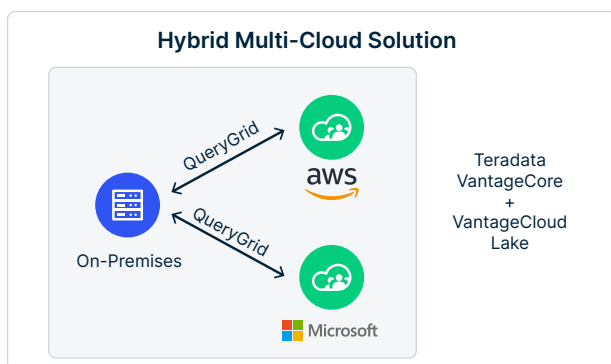 Hybrid Multi-Cloud Solution
QueryGrid
aws
On-Premises
QueryGrid
Microsoft
Teradata
VantageCore
+
VantageCloud
Lake